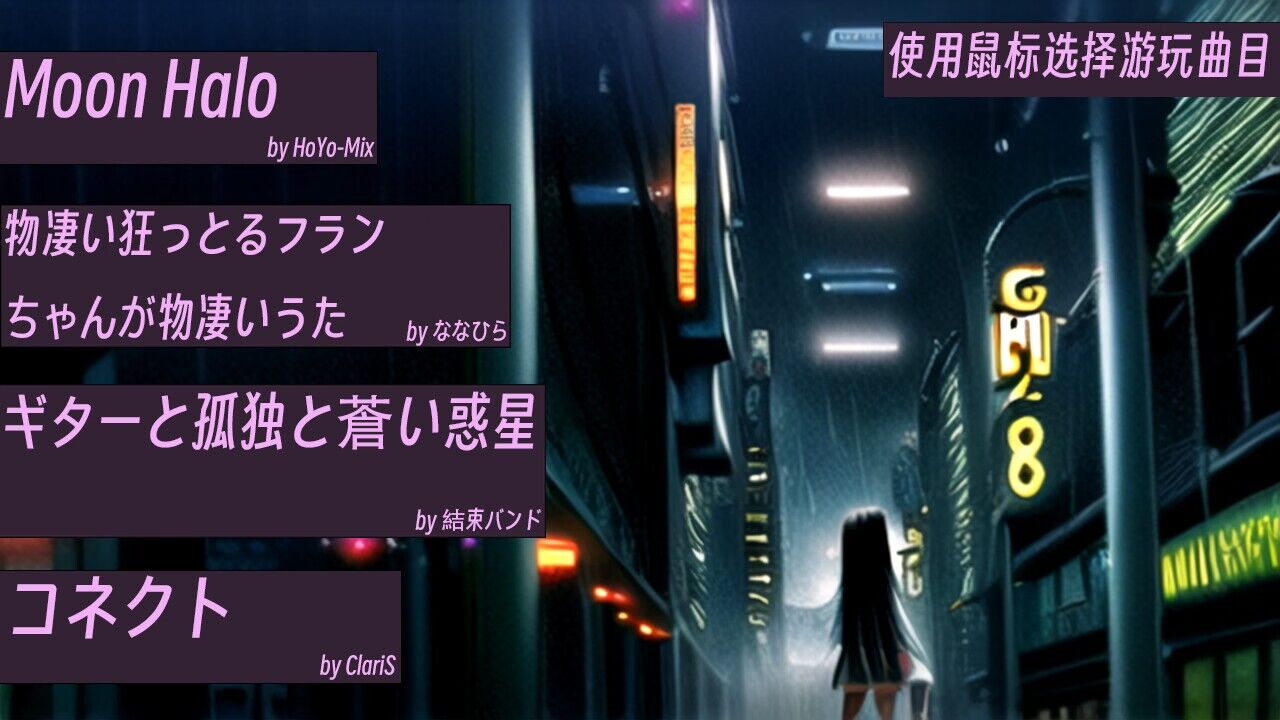 Moon Halo
by HoYo-Mix
物凄い狂っとるフラン
ちゃんが物凄いうた
by ななひら
ギターと孤独と蒼い惑星
by 結束バンド
コネクト
by ClariS
使用鼠标选择游玩曲目